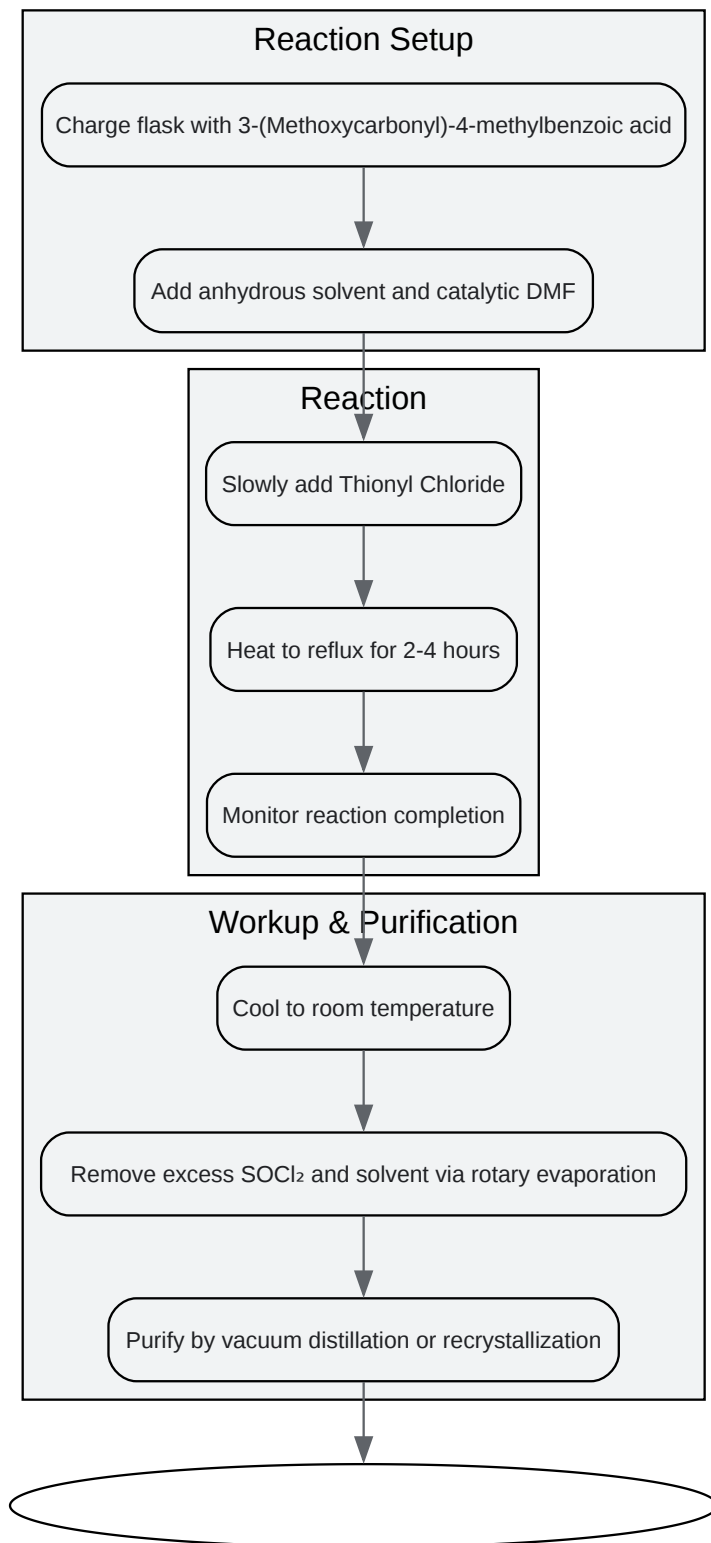 Reaction Setup
Charge flask with 3-(Methoxycarbonyl)-4-methylbenzoic acid
Add anhydrous solvent and catalytic DMF
Reaction
Slowly add Thionyl Chloride
Heat to reflux for 2-4 hours
Monitor reaction completion
Workup & Purification
Cool to room temperature
Remove excess SOCl₂ and solvent via rotary evaporation
Purify by vacuum distillation or recrystallization